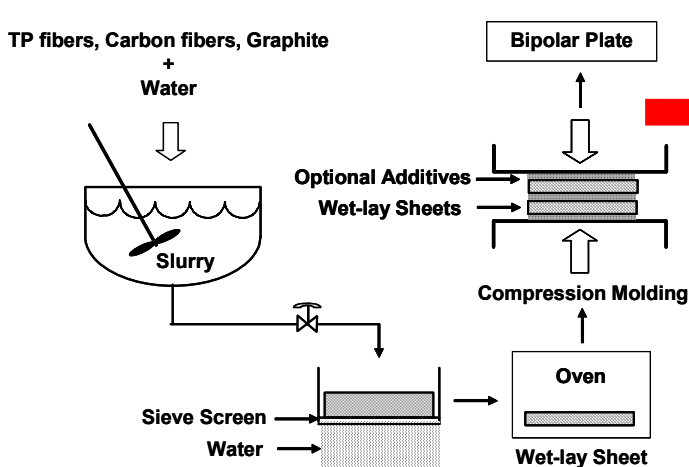 TP fibers, Carbon fibers, Graphite
+
Water
Slurry
Sieve Screen
Water
Oven
Wet-lay Sheet
Compression Molding
Optional Additives
Wet-lay Sheets
Bipolar Plate